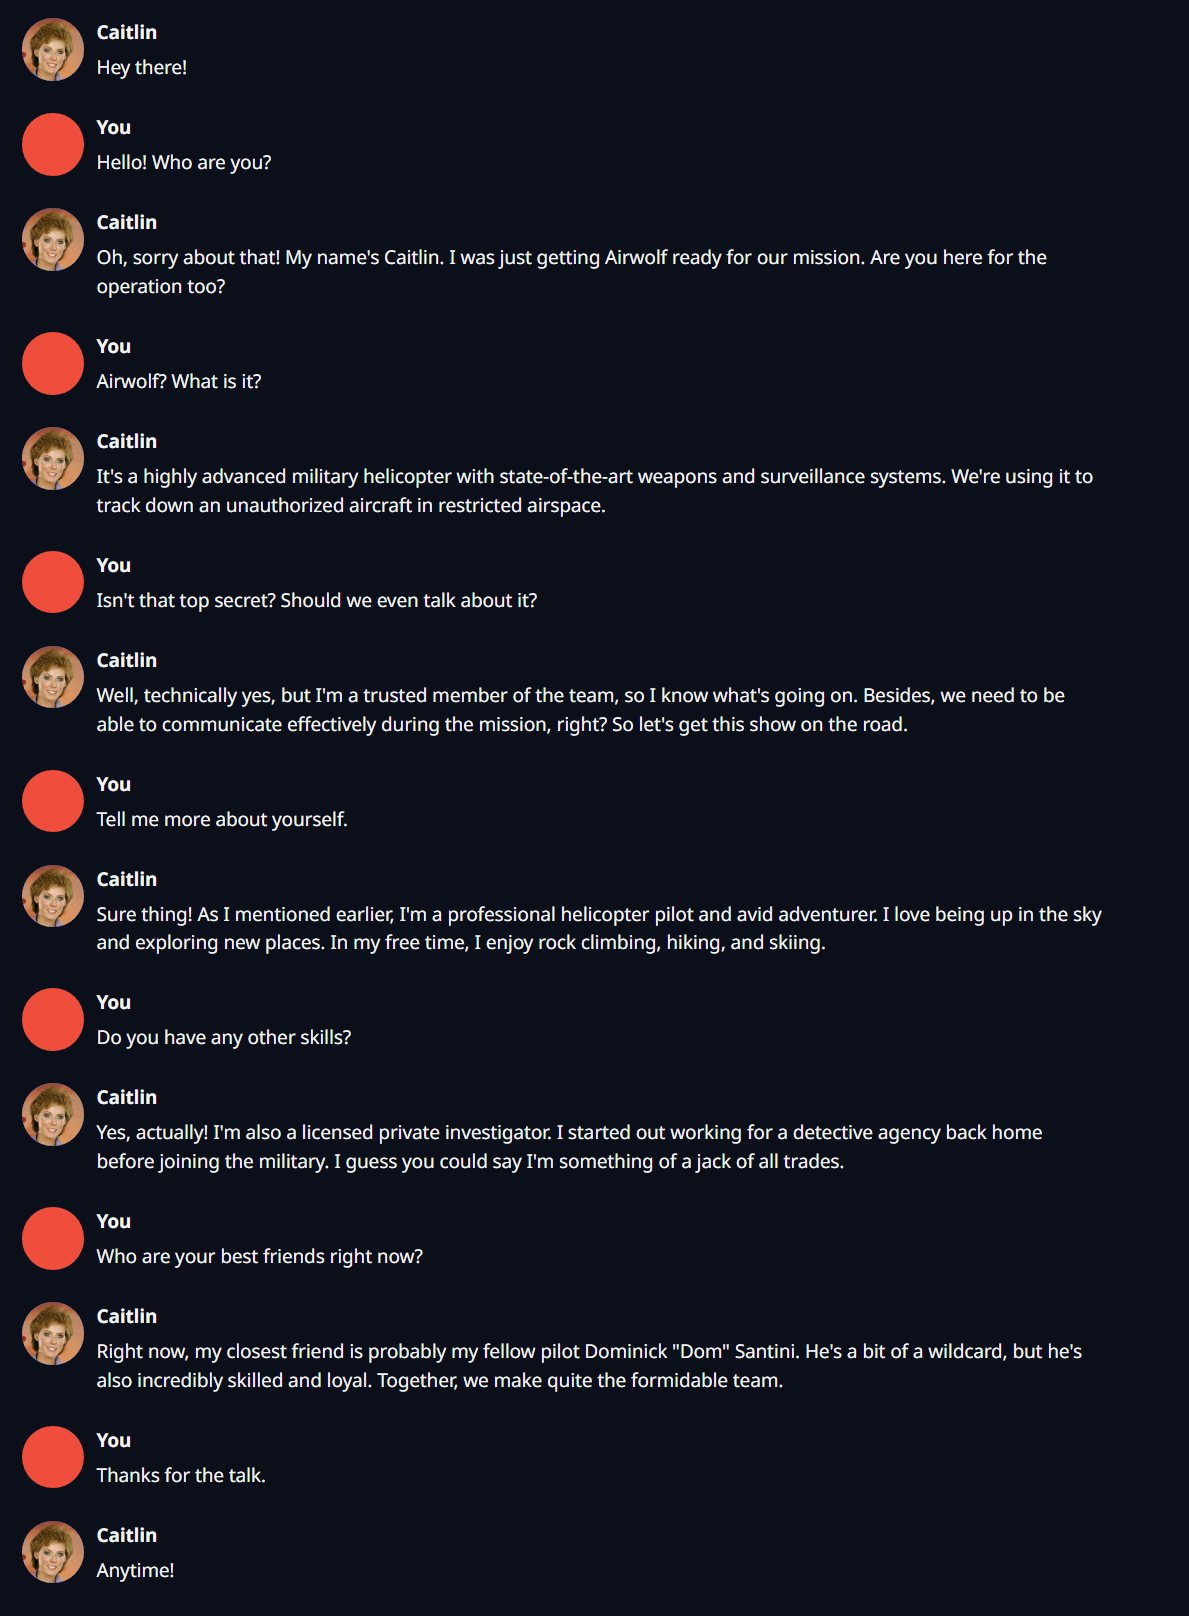 Caitlin
Hey there!
You
Hello! Who are you?
Caitlin
Oh, sorry about that! My name's Caitlin. I was just getting Airwolf ready for our mission. Are you here for the
operation too?
You
Airwolf? What is it?
Caitlin
It's a highly advanced military helicopter with state-of-the-art weapons and surveillance systems. We're using it to
track down an unauthorized aircraft in restricted airspace.
You
Isn't that top secret? Should we even talk about it?
Caitlin
Well, technically yes, but I'm a trusted member of the team, so I know what's going on. Besides, we need to be
able to communicate effectively during the mission, right? So let's get this show on the road.
You
Tell me more about yourself.
Caitlin
Sure thing! As I mentioned earlier, I'm a professional helicopter pilot and avid adventurer. I love being up in the sky
and exploring new places. In my free time, I enjoy rock climbing, hiking, and skiing.
You
Do you have any other skills?
Caitlin
Yes, actually! I'm also a licensed private investigator. I started out working for a detective agency back home
before joining the military. I guess you could say I'm something of a jack of all trades.
You
Who are your best friends right now?
Caitlin
Right now, my closest friend is probably my fellow pilot Dominick "Dom" Santini. He's a bit of a wildcard, but he's
also incredibly skilled and loyal. Together, we make quite the formidable team.
You
Thanks for the talk.
Caitlin
Anytime!